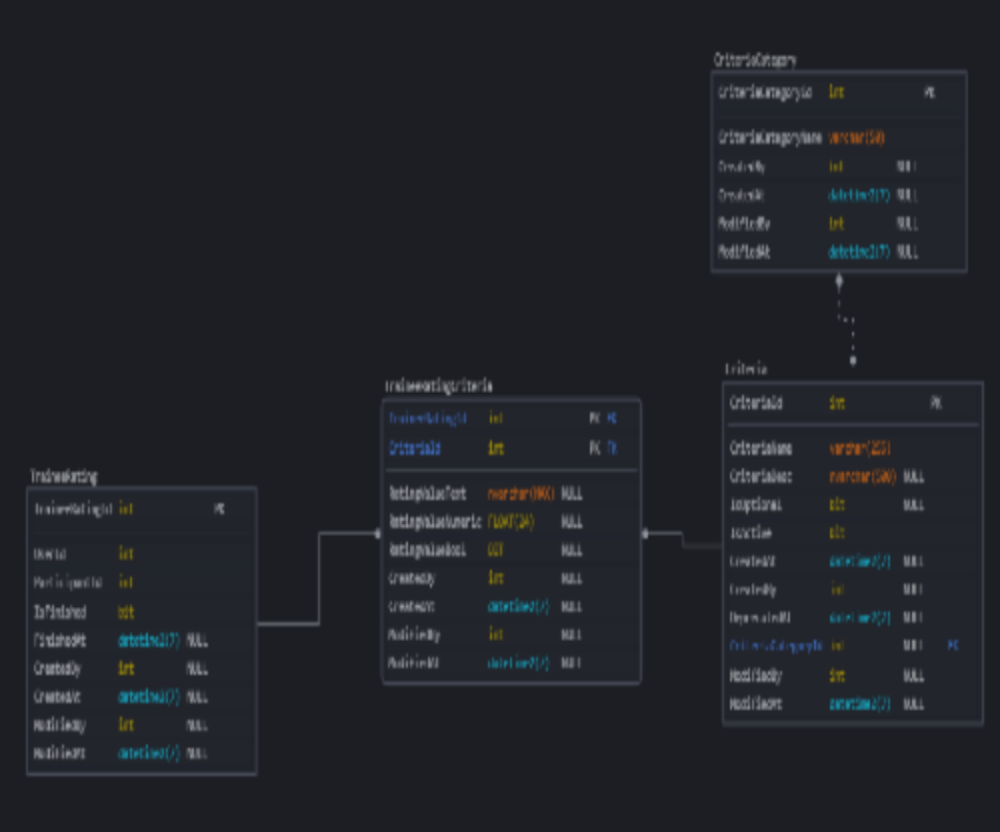 CriteriaCategory
CriteriaCategoryId int PK
CriteriaCategoryName varchar(50)
CreatedBy int NULL
CreatedAt datetime2(7) NULL
ModifiedBy int NULL
ModifiedAt datetime2(7) NULL
Criteria
CriteriaId int PK
CriteriaName varchar(255)
CriteriaDesc nvarchar(500) NULL
IsOptional bit NULL
IsActive bit
CreatedAt datetime2(7) NULL
CreatedBy int NULL
DeprecatedAt datetime2(7) NULL
CriteriaCategoryId int NULL FK
ModifiedBy int NULL
ModifiedAt datetime2(7) NULL
TraineeRatingCriteria
TraineeRatingId int PK FK
CriteriaId int PK FK
RatingValueText nvarchar(MAX) NULL
RatingValueNumeric FLOAT(24) NULL
RatingValueBool BIT NULL
CreatedBy int NULL
CreatedAt datetime2(7) NULL
ModifiedBy int NULL
ModifiedAt datetime2(7) NULL
TraineeRating
TraineeRatingId int PK
UserId int
ParticipantId int
IsFinished bit
FinishedAt datetime2(7) NULL
CreatedBy int NULL
CreatedAt datetime2(7) NULL
ModifiedBy int NULL
ModifiedAt datetime2(7) NULL